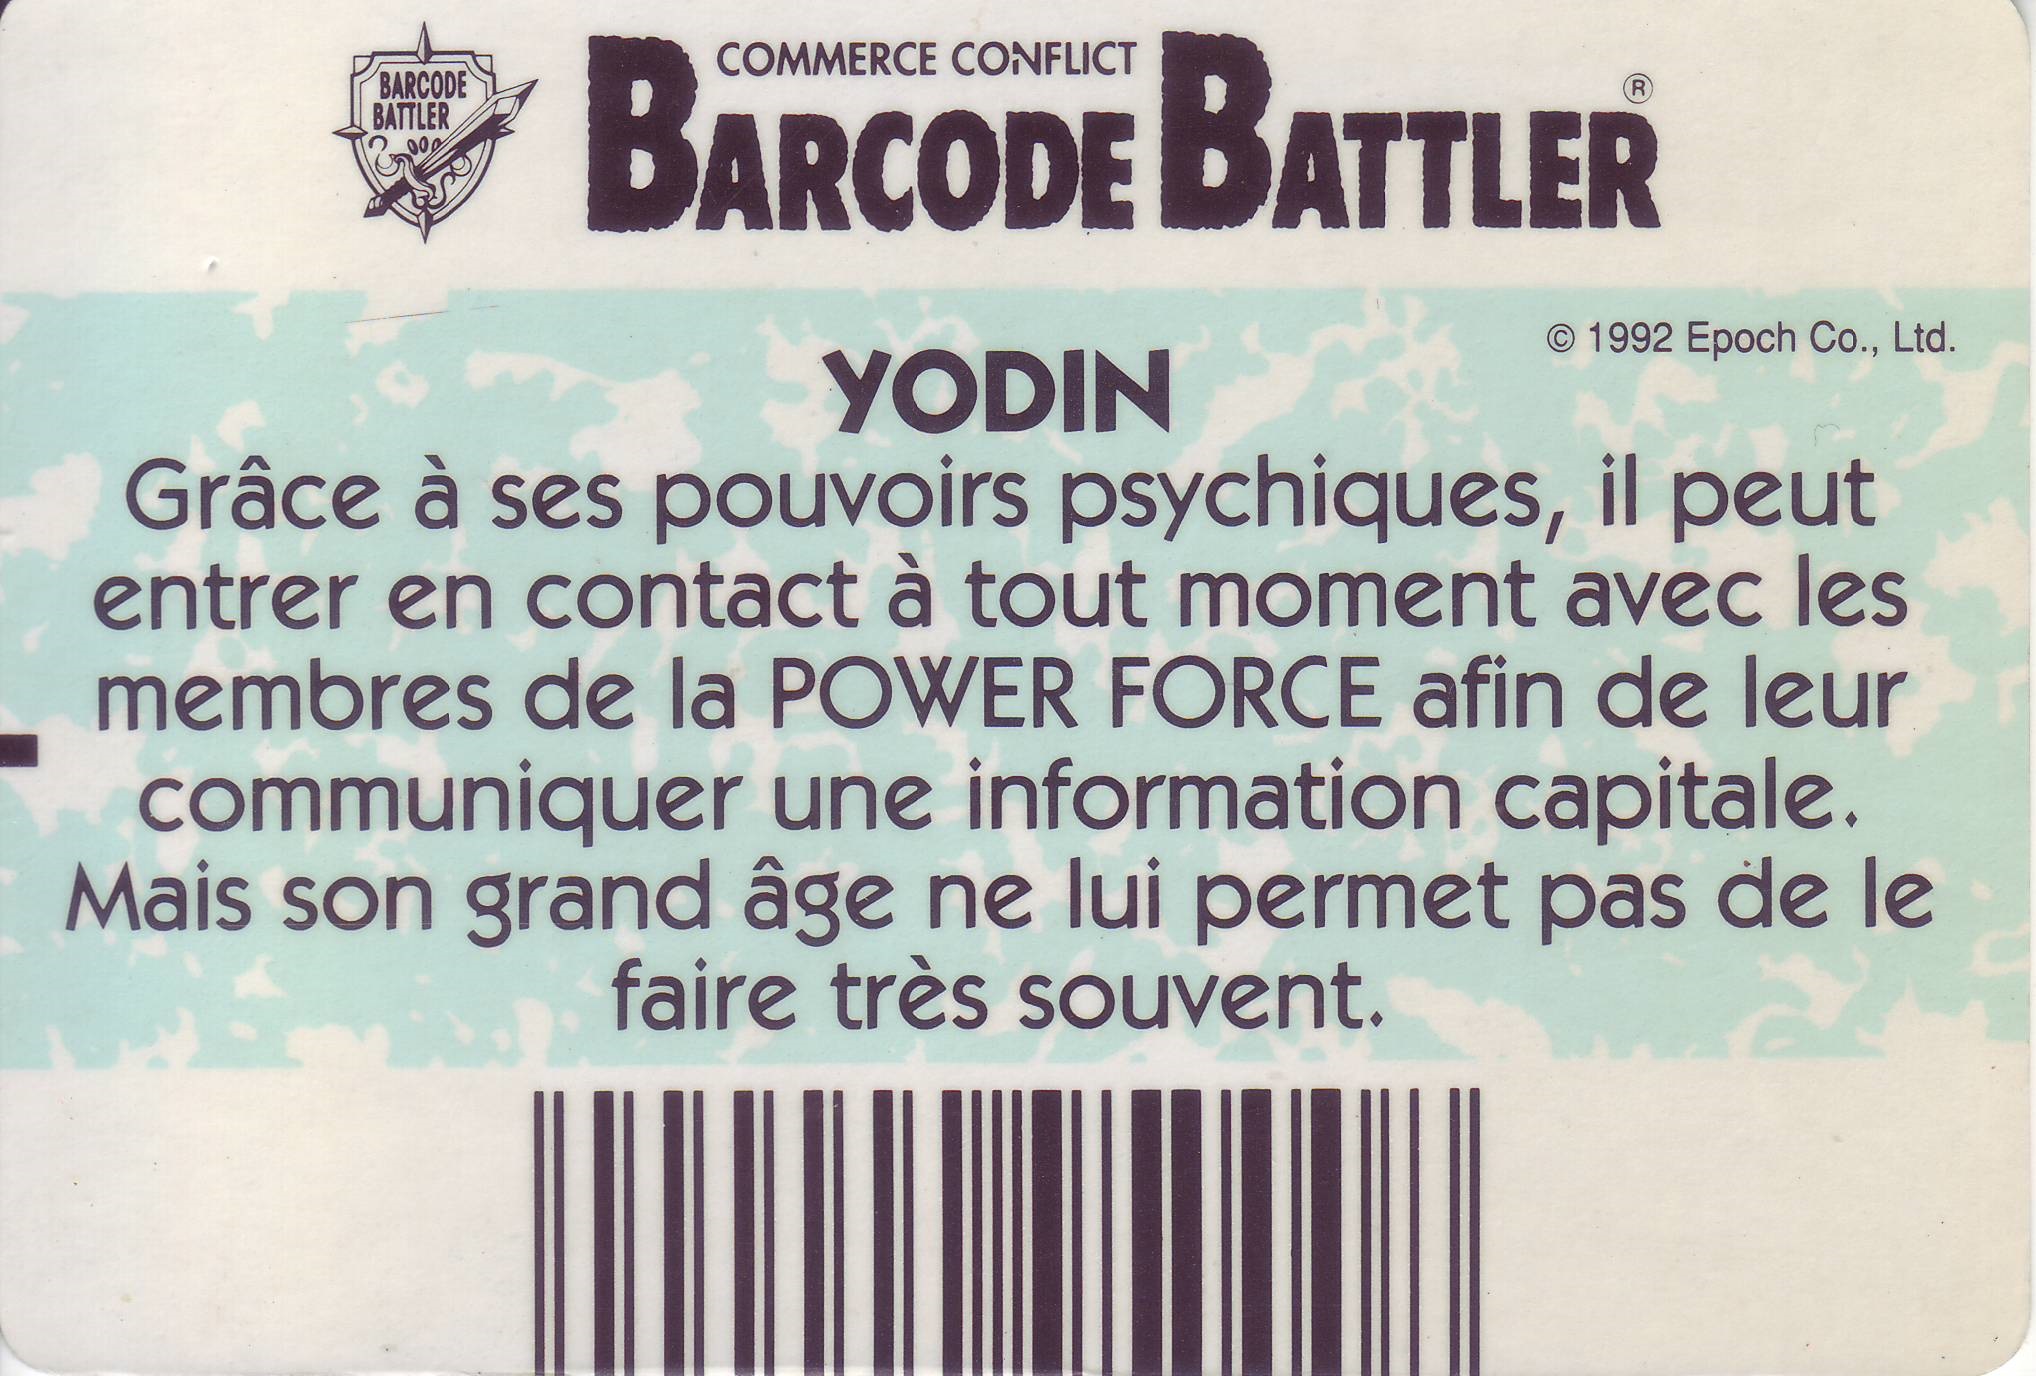 BARCODE
BATTLER
COMMERCE CONFLICT
BARCODE BATTLER ®
© 1992 Epoch Co., Ltd.
YODIN
Grâce à ses pouvoirs psychiques, il peut
entrer en contact à tout moment avec les
membres de la POWER FORCE afin de leur
communiquer une information capitale.
Mais son grand âge ne lui permet pas de le
faire très souvent.